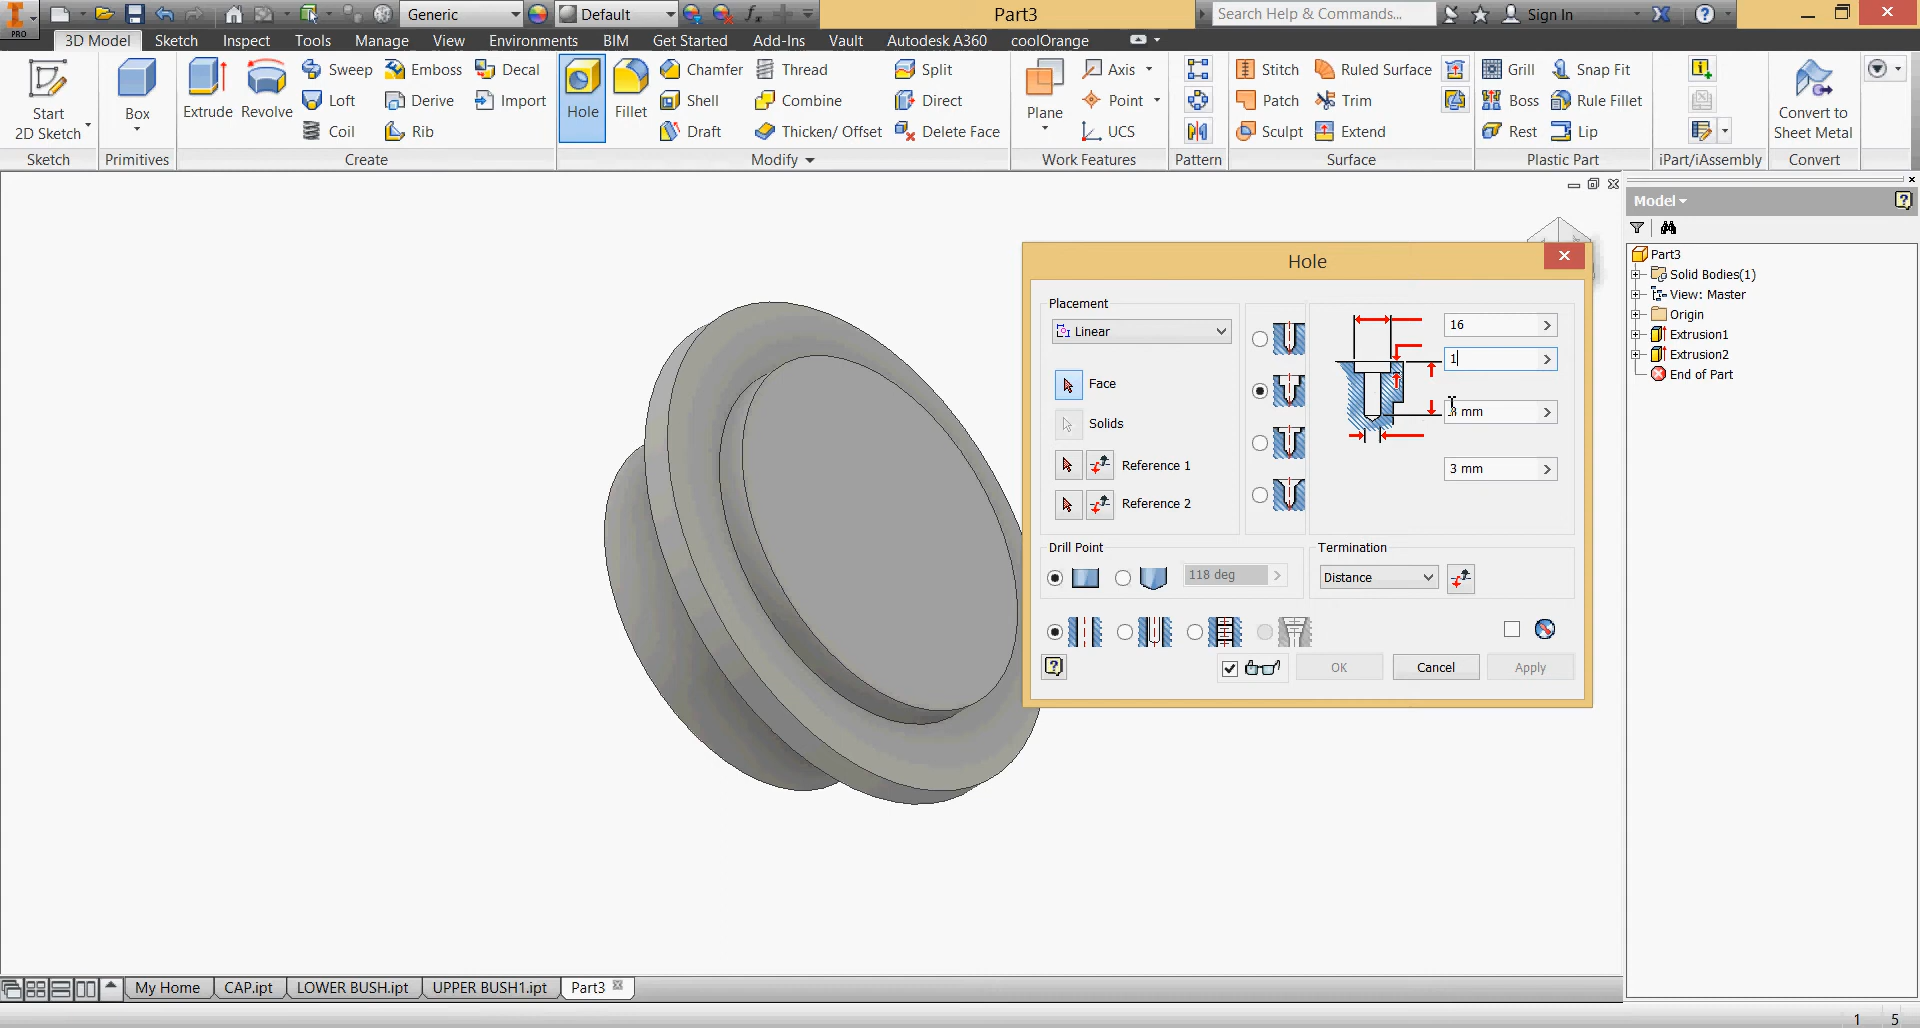 PRO
Generic
Default
Part3
Search Help & Commands...
Sign In
3D Model
Sketch
Inspect
Tools
Manage
View
Environments
BIM
Get Started
Add-Ins
Vault
Autodesk A360
coolOrange
Start
2D Sketch
Box
Extrude
Revolve
Sweep
Loft
Coil
Emboss
Derive
Rib
Decal
Import
Hole
Fillet
Chamfer
Shell
Draft
Thread
Combine
Thicken/ Offset
Split
Direct
Delete Face
Plane
Axis
Point
UCS
Stitch
Patch
Sculpt
Ruled Surface
Trim
Extend
Grill
Boss
Rest
Snap Fit
Rule Fillet
Lip
Convert to
Sheet Metal
Sketch
Primitives
Create
Modify
Work Features
Pattern
Surface
Plastic Part
iPart/iAssembly
Convert
Model
Part3
Solid Bodies(1)
View: Master
Origin
Extrusion1
Extrusion2
End of Part
Hole
Placement
Linear
Face
Solids
Reference 1
Reference 2
16
1
mm
3 mm
Drill Point
118 deg
Termination
Distance
OK
Cancel
Apply
My Home
CAP.ipt
LOWER BUSH.ipt
UPPER BUSH1.ipt
Part3
1
5